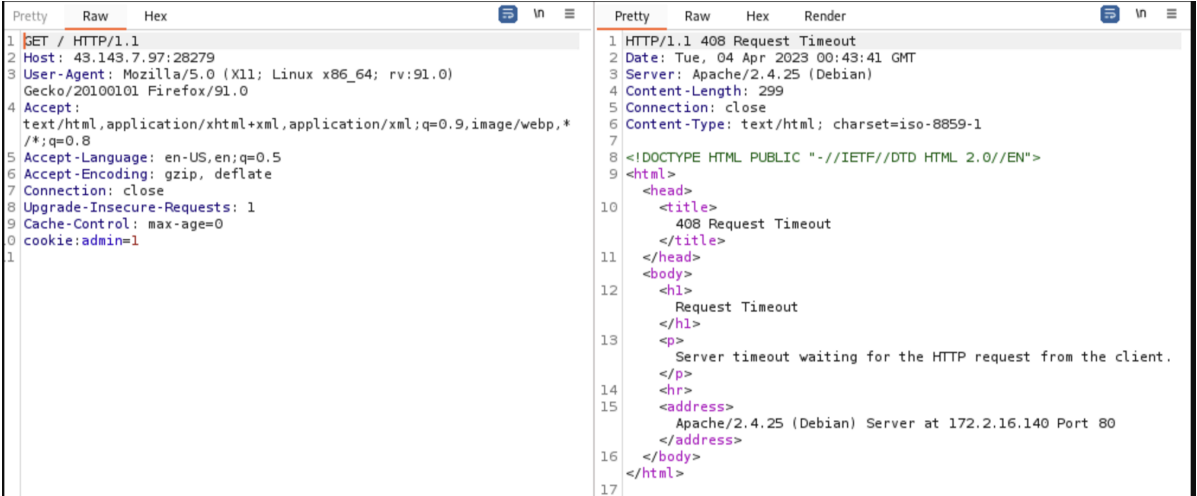 Pretty Raw Hex \n
1 GET / HTTP/1.1
2 Host: 43.143.7.97:28279
3 User-Agent: Mozilla/5.0 (X11; Linux x86_64; rv:91.0)
Gecko/20100101 Firefox/91.0
4 Accept:
text/html,application/xhtml+xml,application/xml;q=0.9,image/webp,*
/*;q=0.8
5 Accept-Language: en-US,en;q=0.5
6 Accept-Encoding: gzip, deflate
7 Connection: close
8 Upgrade-Insecure-Requests: 1
9 Cache-Control: max-age=0
10 cookie:admin=1
11
Pretty Raw Hex Render \n
1 HTTP/1.1 408 Request Timeout
2 Date: Tue, 04 Apr 2023 00:43:41 GMT
3 Server: Apache/2.4.25 (Debian)
4 Content-Length: 299
5 Connection: close
6 Content-Type: text/html; charset=iso-8859-1
7
8 <!DOCTYPE HTML PUBLIC "-//IETF//DTD HTML 2.0//EN">
9 <html>
<head>
10 <title>
408 Request Timeout
</title>
11 </head>
<body>
12 <h1>
Request Timeout
</h1>
13 <p>
Server timeout waiting for the HTTP request from the client.
</p>
14 <hr>
15 <address>
Apache/2.4.25 (Debian) Server at 172.2.16.140 Port 80
</address>
16 </body>
</html>
17